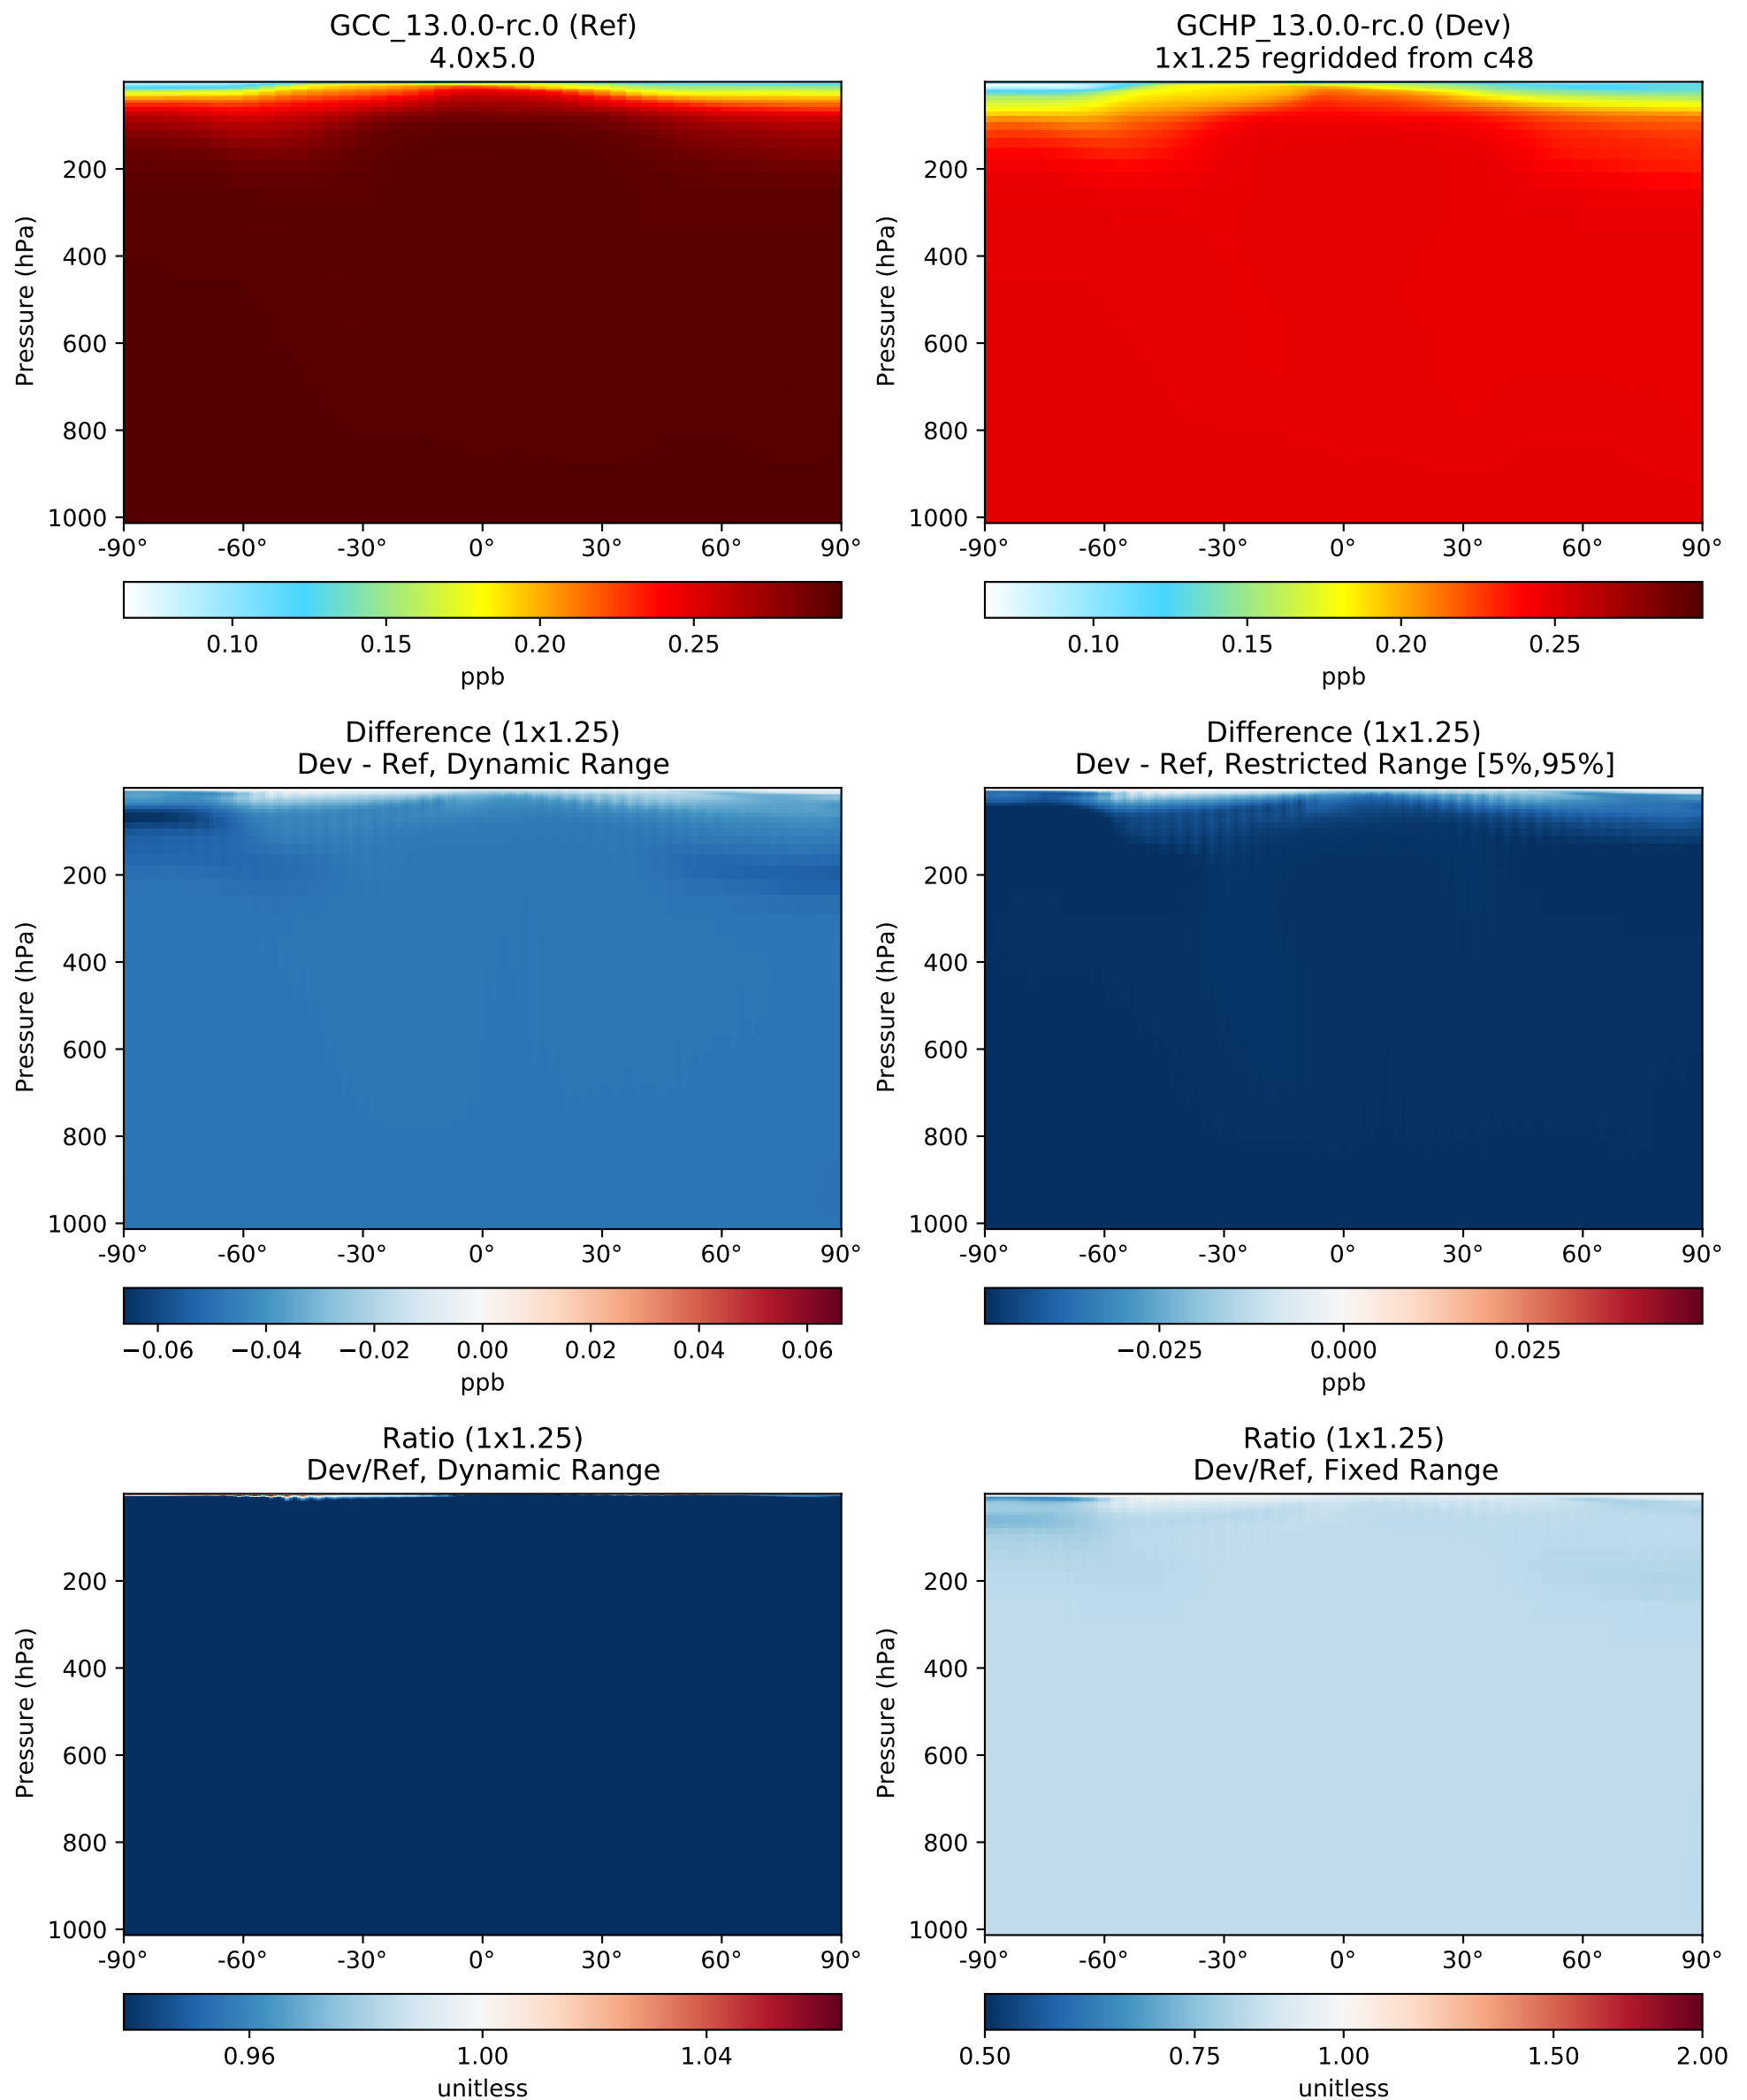 GCC_13.0.0-rc.0 (Ref)
4.0x5.0
Pressure (hPa)
200
400
600
800
1000
-90° -60° -30° 0° 30° 60° 90°
0.10 0.15 0.20 0.25
ppb
GCHP_13.0.0-rc.0 (Dev)
1x1.25 regridded from c48
Pressure (hPa)
200
400
600
800
1000
-90° -60° -30° 0° 30° 60° 90°
0.10 0.15 0.20 0.25
ppb
Difference (1x1.25)
Dev - Ref, Dynamic Range
Pressure (hPa)
200
400
600
800
1000
-90° -60° -30° 0° 30° 60° 90°
−0.06 −0.04 −0.02 0.00 0.02 0.04 0.06
ppb
Difference (1x1.25)
Dev - Ref, Restricted Range [5%,95%]
Pressure (hPa)
200
400
600
800
1000
-90° -60° -30° 0° 30° 60° 90°
−0.025 0.000 0.025
ppb
Ratio (1x1.25)
Dev/Ref, Dynamic Range
Pressure (hPa)
200
400
600
800
1000
-90° -60° -30° 0° 30° 60° 90°
0.96 1.00 1.04
unitless
Ratio (1x1.25)
Dev/Ref, Fixed Range
Pressure (hPa)
200
400
600
800
1000
-90° -60° -30° 0° 30° 60° 90°
0.50 0.75 1.00 1.50 2.00
unitless